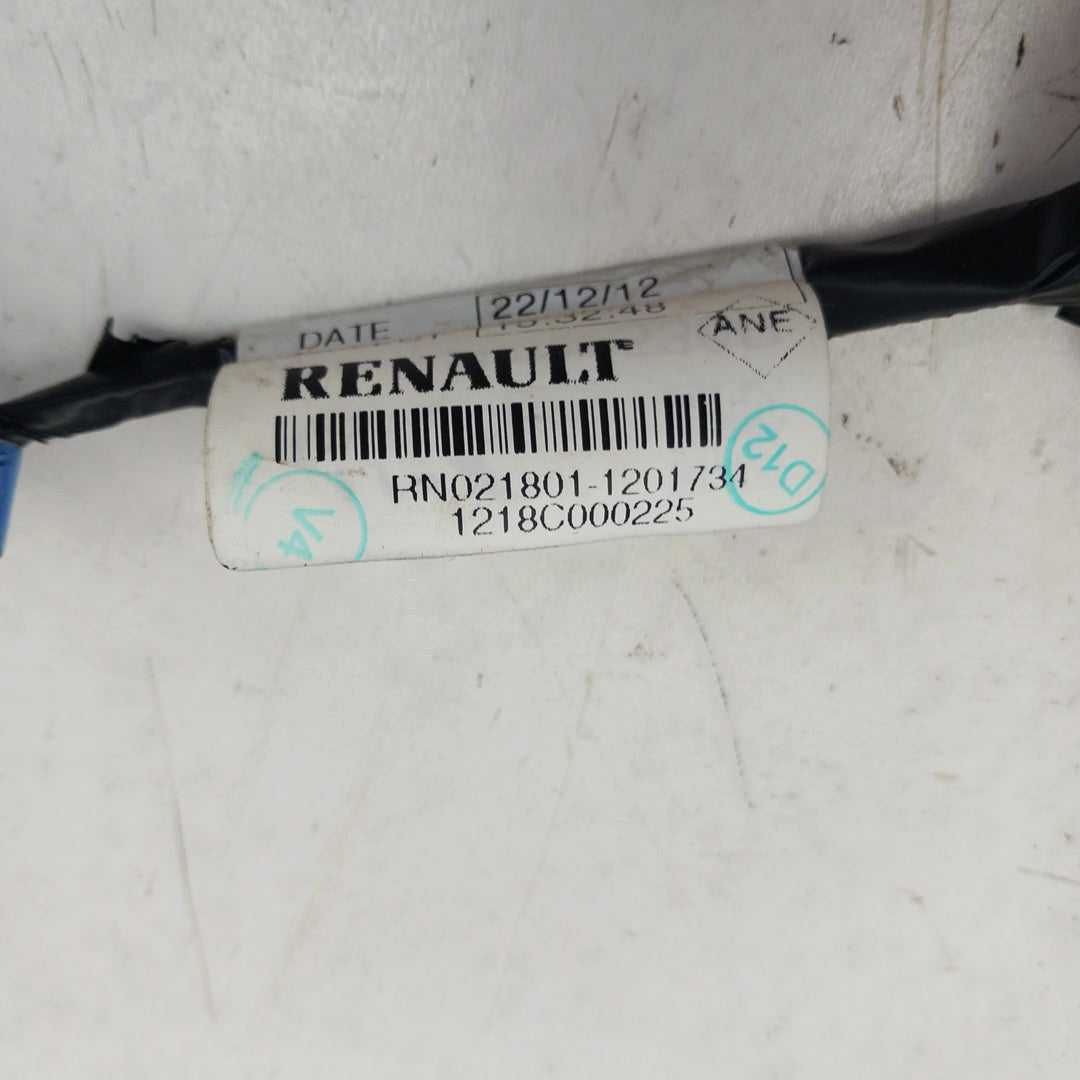 DATE 22/12/12
ANE
RENAULT
RN021801-1201734
1218C000225
V4
D12